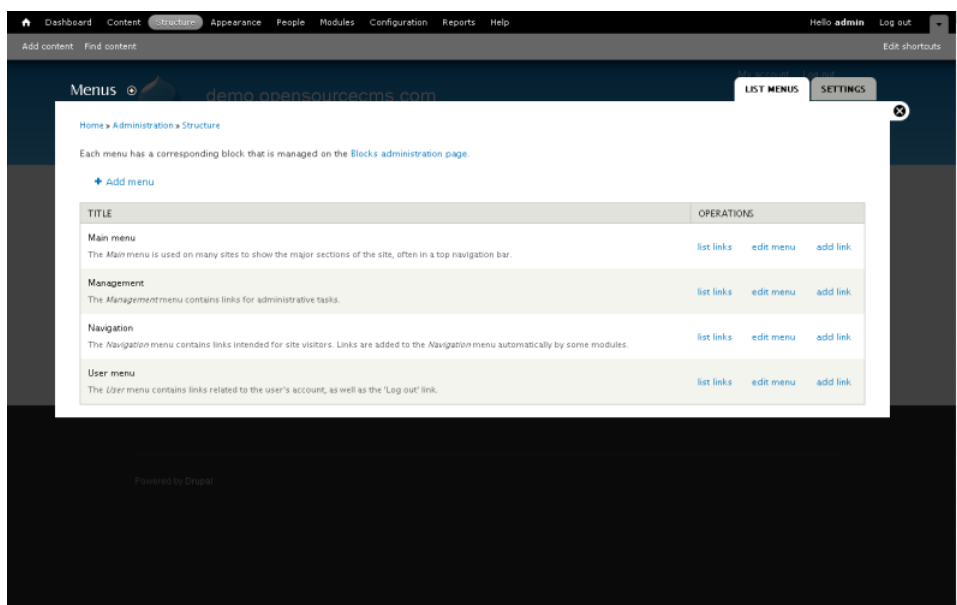 Dashboard Content Structure Appearance People Modules Configuration Reports Help Hello admin Log out
Add content Find content Edit shortcuts
My account Log out
Menus LIST MENUS SETTINGS
demo.opensourcecms.com
Home » Administration » Structure
Each menu has a corresponding block that is managed on the Blocks administration page.
+ Add menu
TITLE OPERATIONS
Main menu
The Main menu is used on many sites to show the major sections of the site, often in a top navigation bar.
list links edit menu add link
Management
The Management menu contains links for administrative tasks.
list links edit menu add link
Navigation
The Navigation menu contains links intended for site visitors. Links are added to the Navigation menu automatically by some modules.
list links edit menu add link
User menu
The User menu contains links related to the user's account, as well as the 'Log out' link.
list links edit menu add link
Powered by Drupal